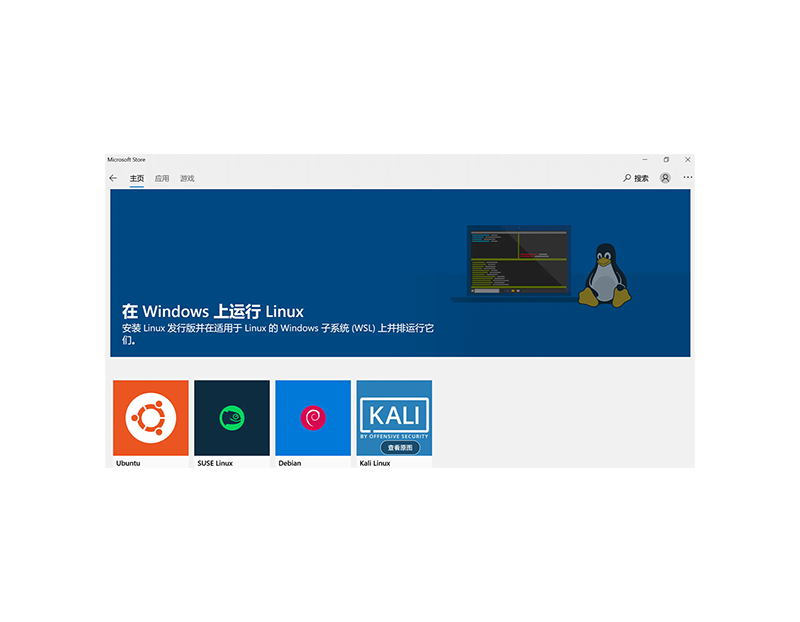 Microsoft Store
主页 应用 游戏 搜索
在 Windows 上运行 Linux
安装 Linux 发行版并在适用于 Linux 的 Windows 子系统 (WSL) 上并排运行它
们。
KALI
BY OFFENSIVE SECURITY
查看原图
Ubuntu SUSE Linux Debian Kali Linux